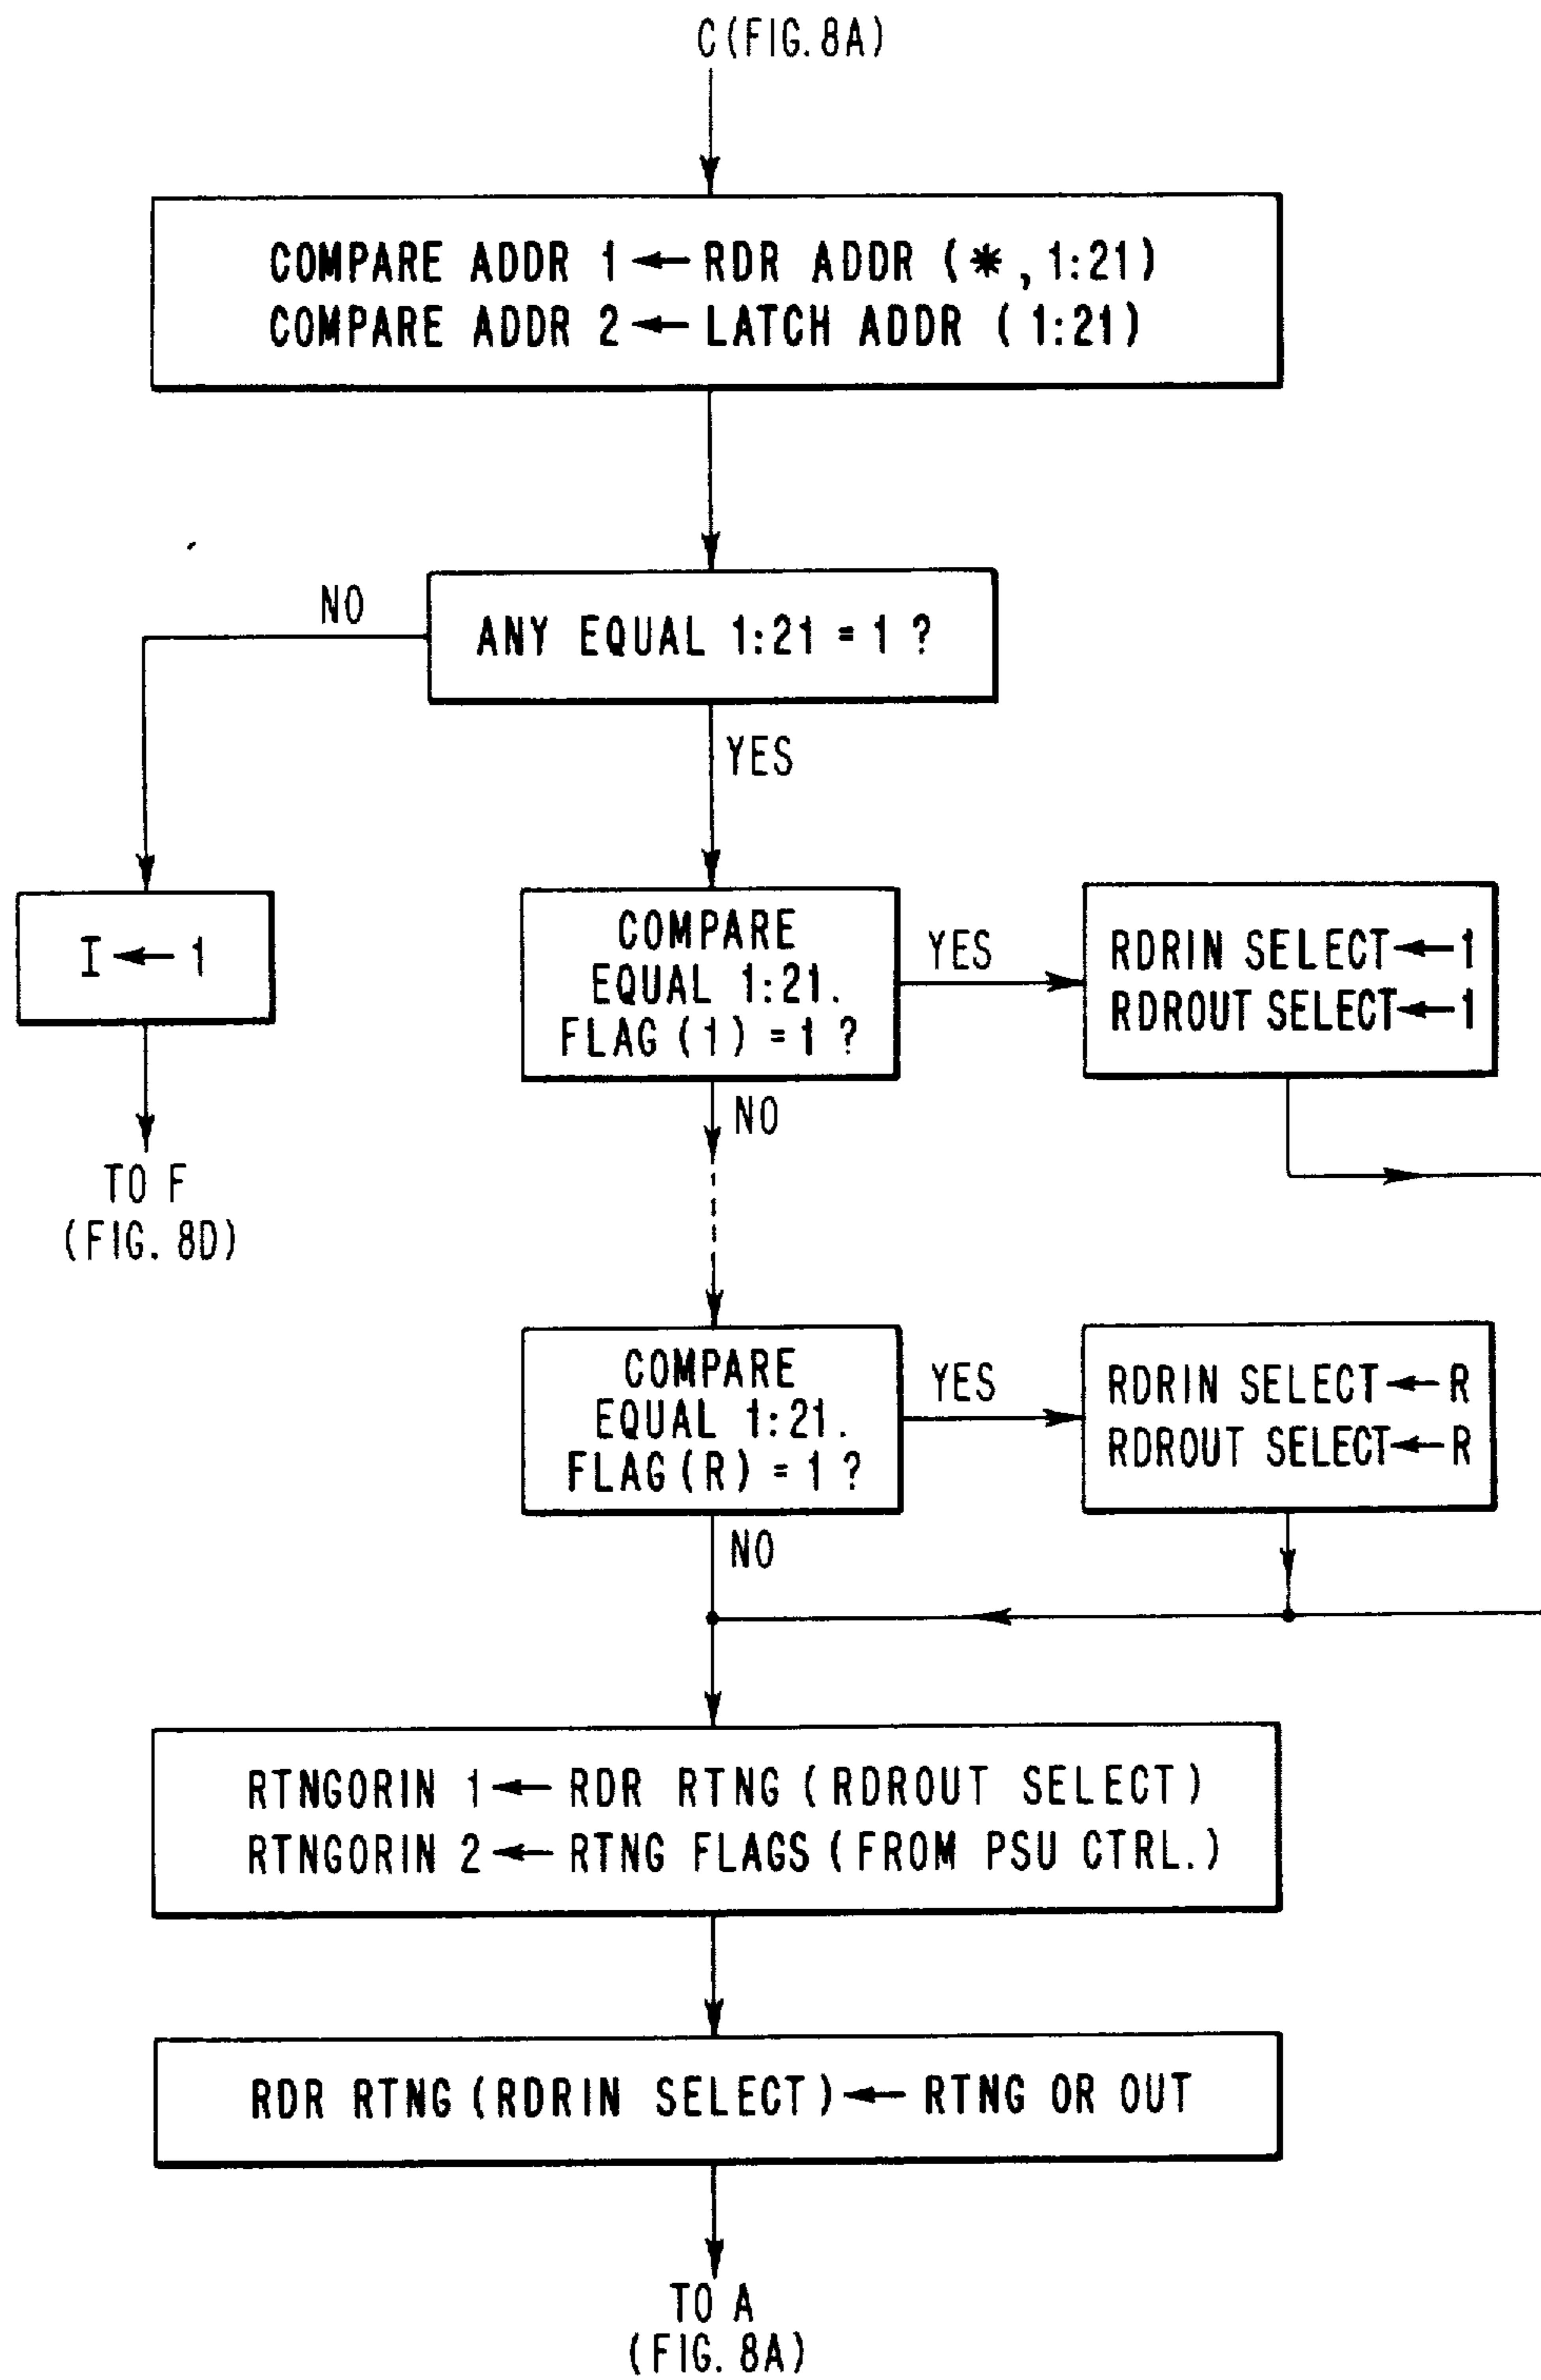 C(FIG. 8A)
COMPARE ADDR 1 ← RDR ADDR (*, 1:21)
COMPARE ADDR 2 ← LATCH ADDR (1:21)
NO
ANY EQUAL 1:21 = 1 ?
YES
I ← 1
TO F
(FIG. 8D)
COMPARE
EQUAL 1:21.
FLAG (1) = 1 ?
YES
RDRIN SELECT ← 1
RDROUT SELECT ← 1
NO
COMPARE
EQUAL 1:21.
FLAG (R) = 1 ?
YES
RDRIN SELECT ← R
RDROUT SELECT ← R
NO
RTNGORIN 1 ← RDR RTNG (RDROUT SELECT)
RTNGORIN 2 ← RTNG FLAGS (FROM PSU CTRL.)
RDR RTNG (RDRIN SELECT) ← RTNG OR OUT
TO A
(FIG. 8A)